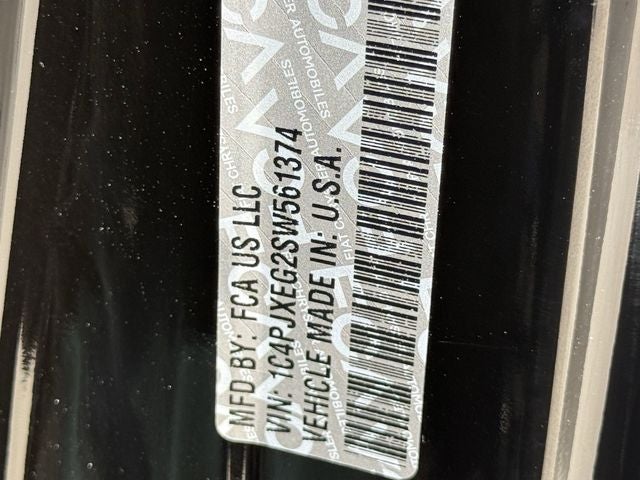 MFD BY: FCA US LLC
VIN: 1C4PJXEG2SW561374
VEHICLE MADE IN: U.S.A.